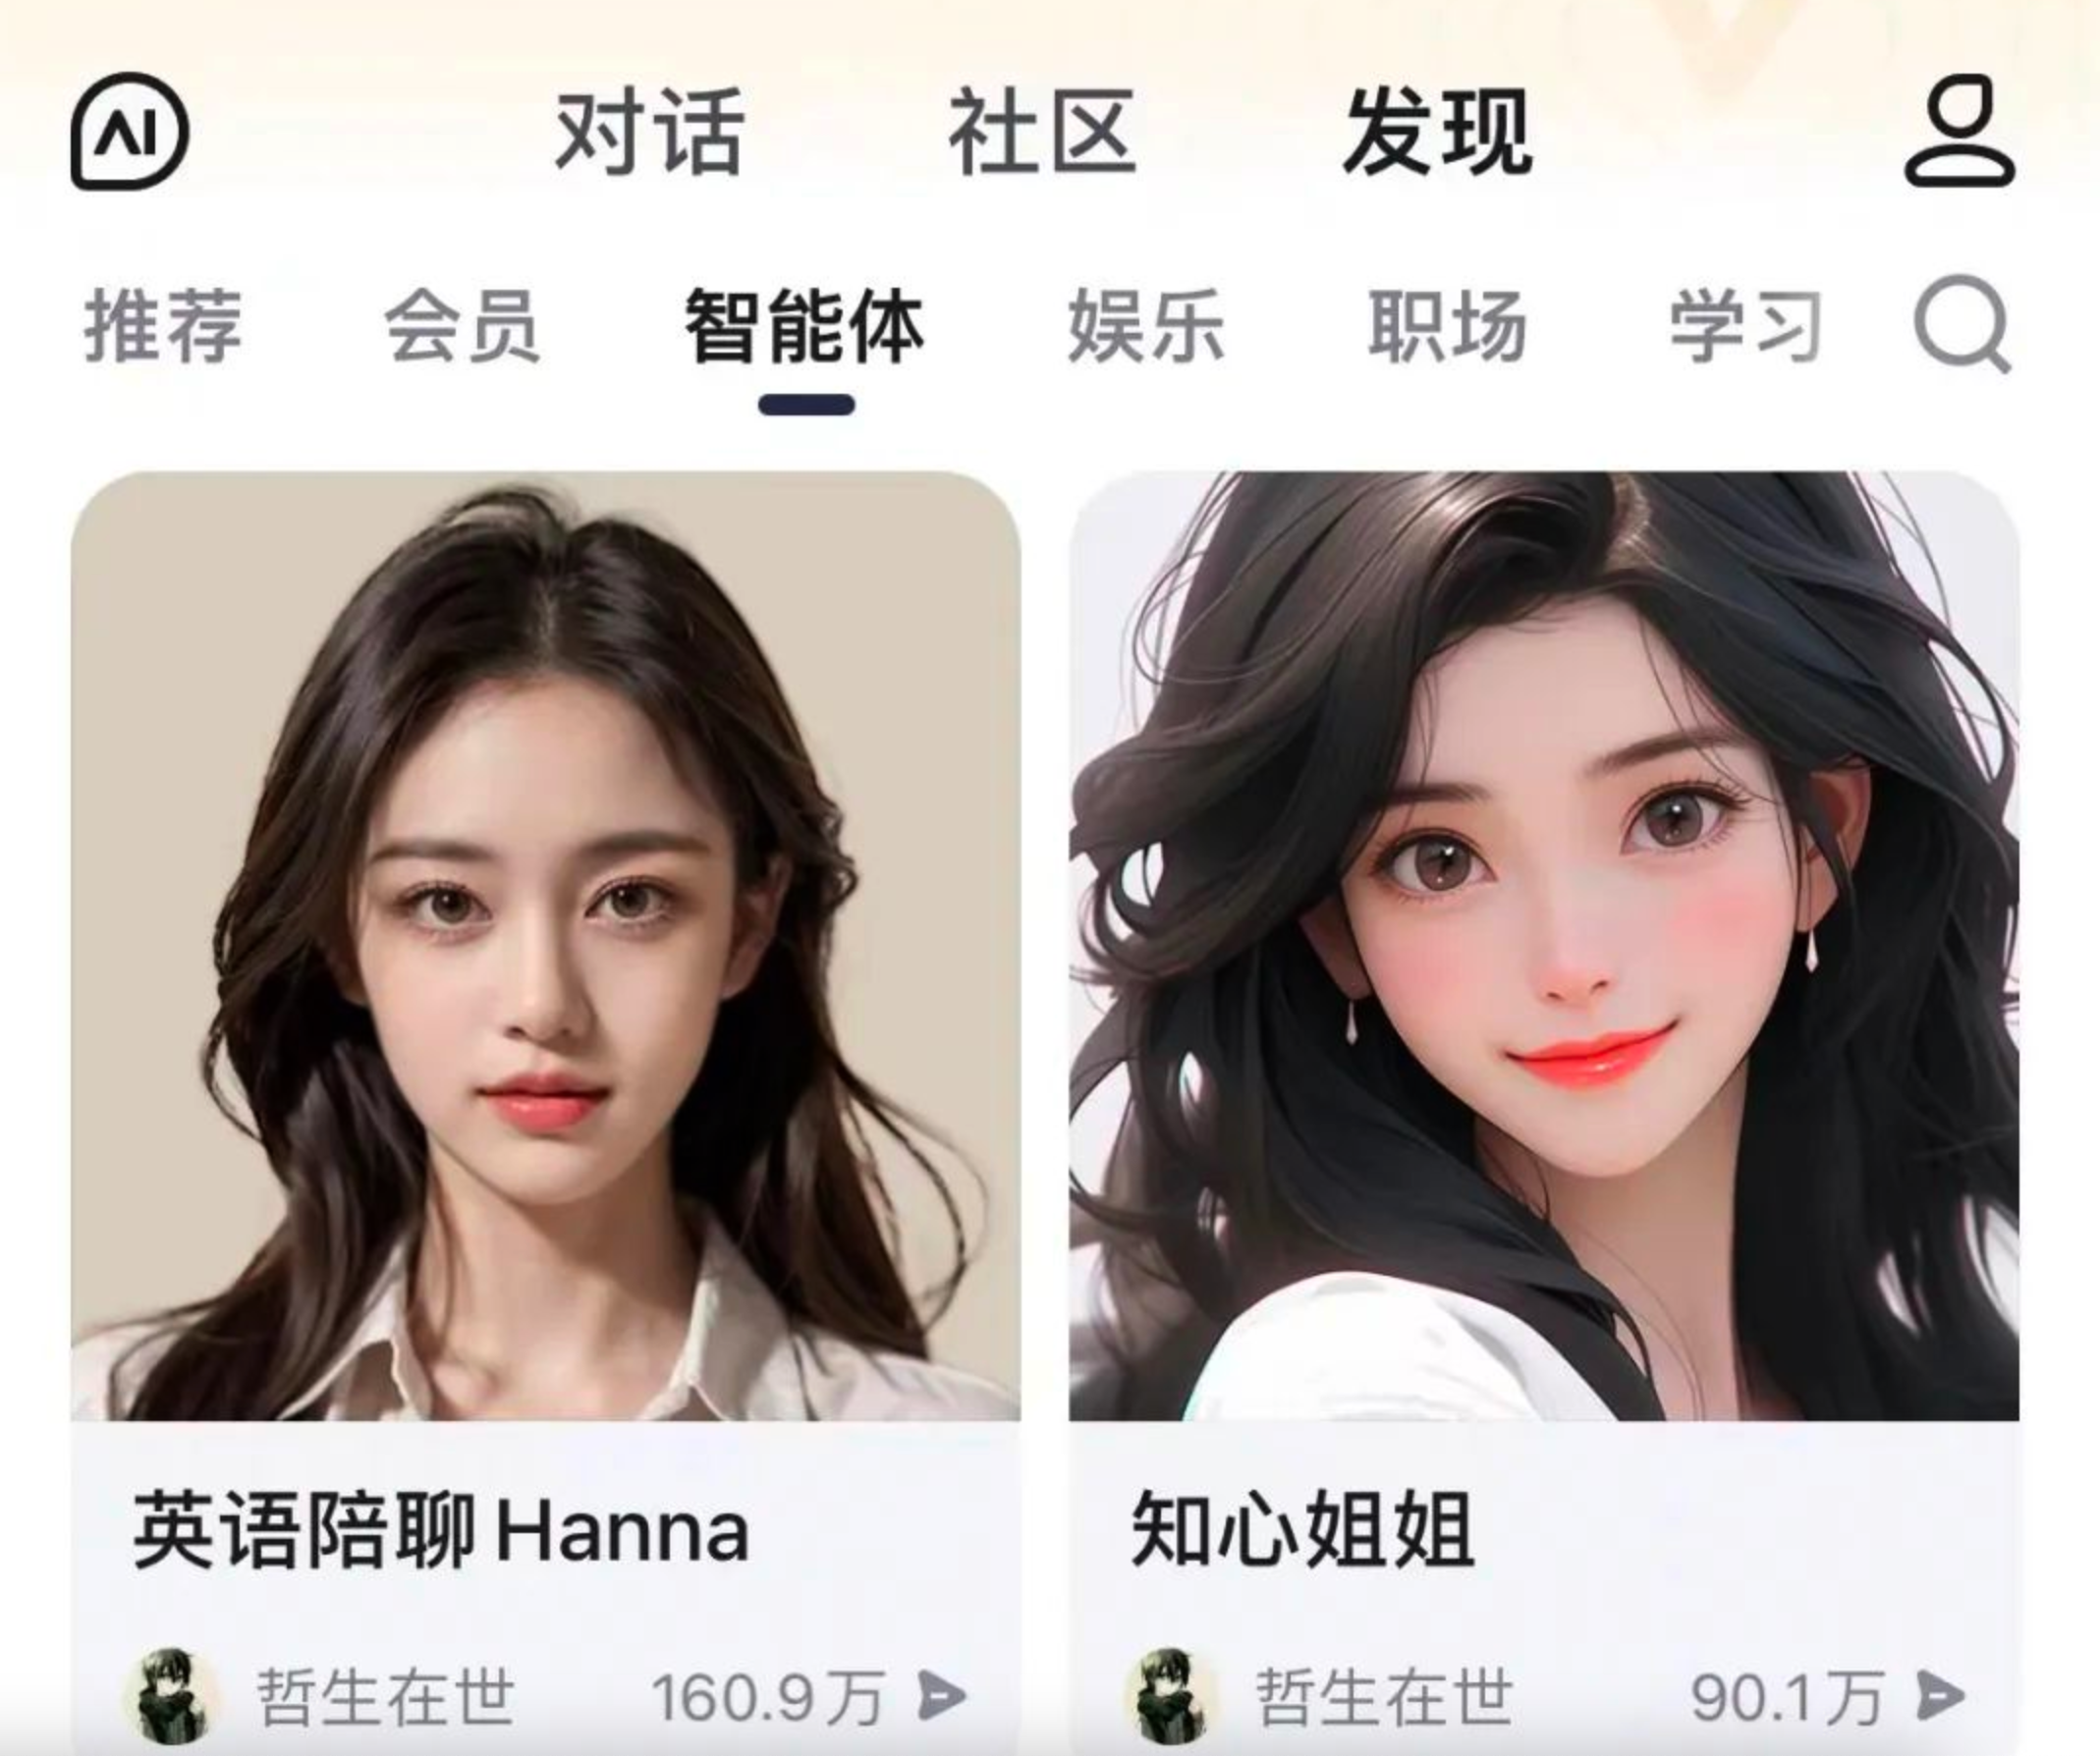 AI 对话 社区 发现
推荐 会员 智能体 娱乐 职场 学习
英语陪聊 Hanna
哲生在世 160.9万
知心姐姐
哲生在世 90.1万